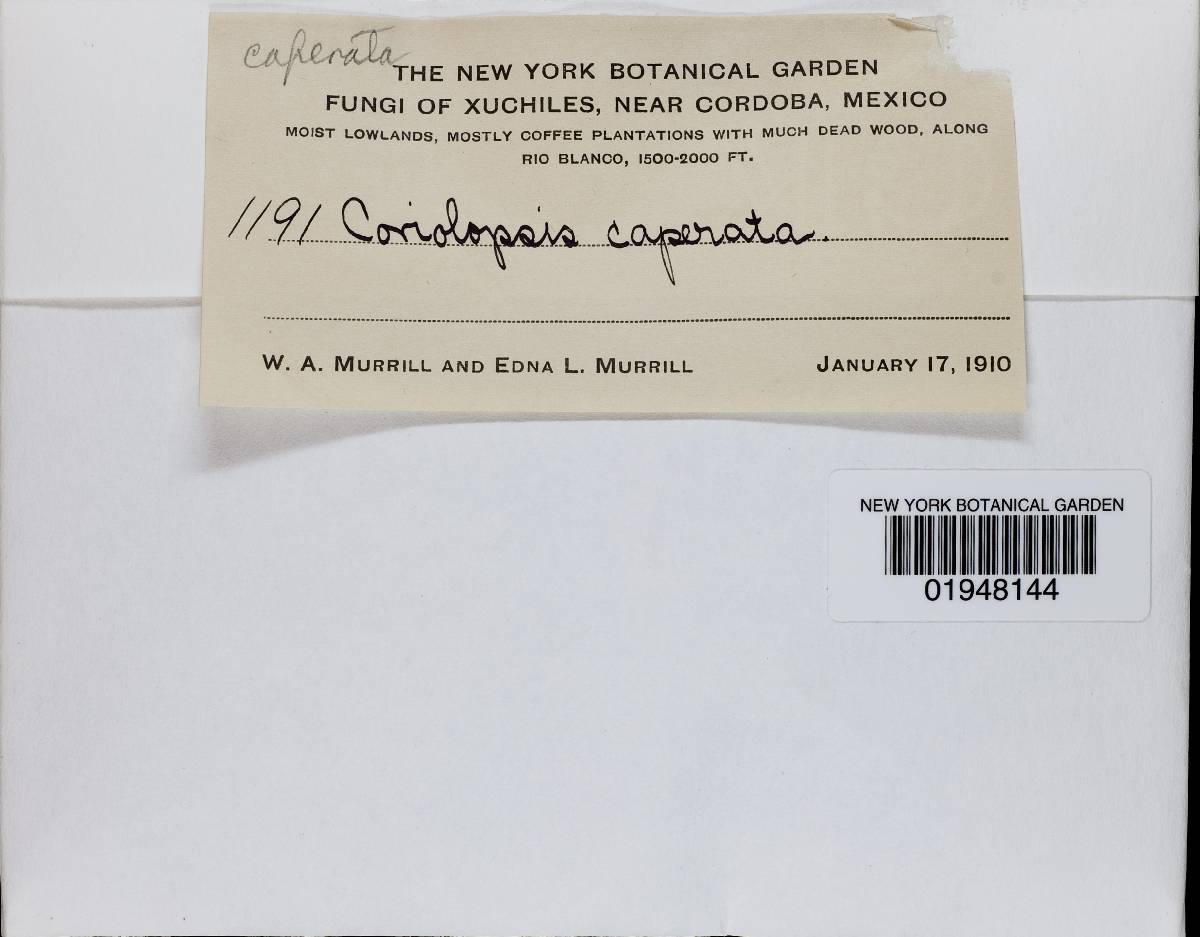 caperata
THE NEW YORK BOTANICAL GARDEN
FUNGI OF XUCHILES, NEAR CORDOBA, MEXICO
MOIST LOWLANDS, MOSTLY COFFEE PLANTATIONS WITH MUCH DEAD WOOD, ALONG
RIO BLANCO, 1500-2000 FT.
1191 Coriolopsis caperata.
W. A. MURRILL AND EDNA L. MURRILL JANUARY 17, 1910
NEW YORK BOTANICAL GARDEN
01948144